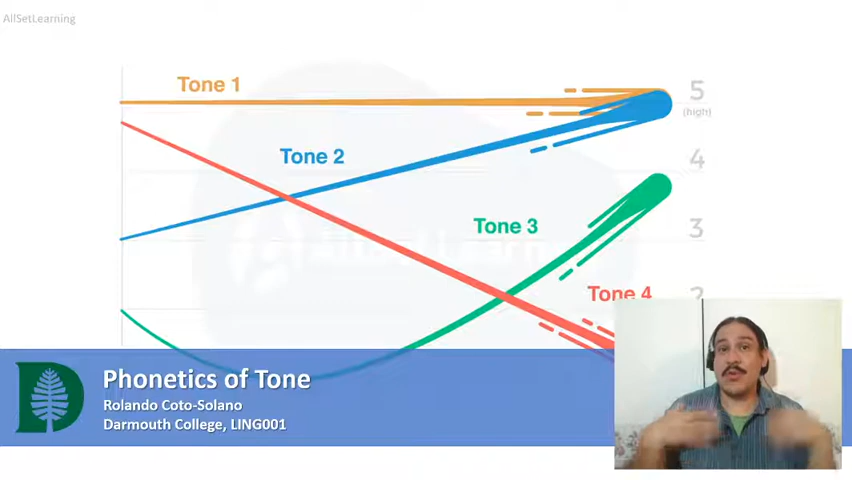 AllSetLearning
Tone 1
5
(high)
Tone 2
4
Tone 3
3
Tone 4
2
Phonetics of Tone
Rolando Coto-Solano
Darmouth College, LING001
D